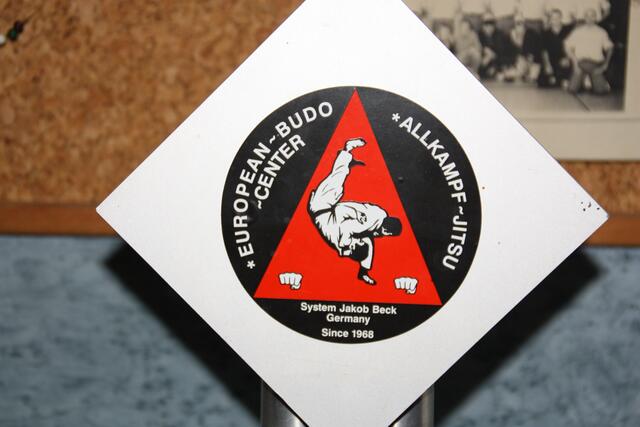 * EUROPEAN~BUDO
~CENTER
* ALLKAMPF~JITSU
System Jakob Beck
Germany
Since 1968